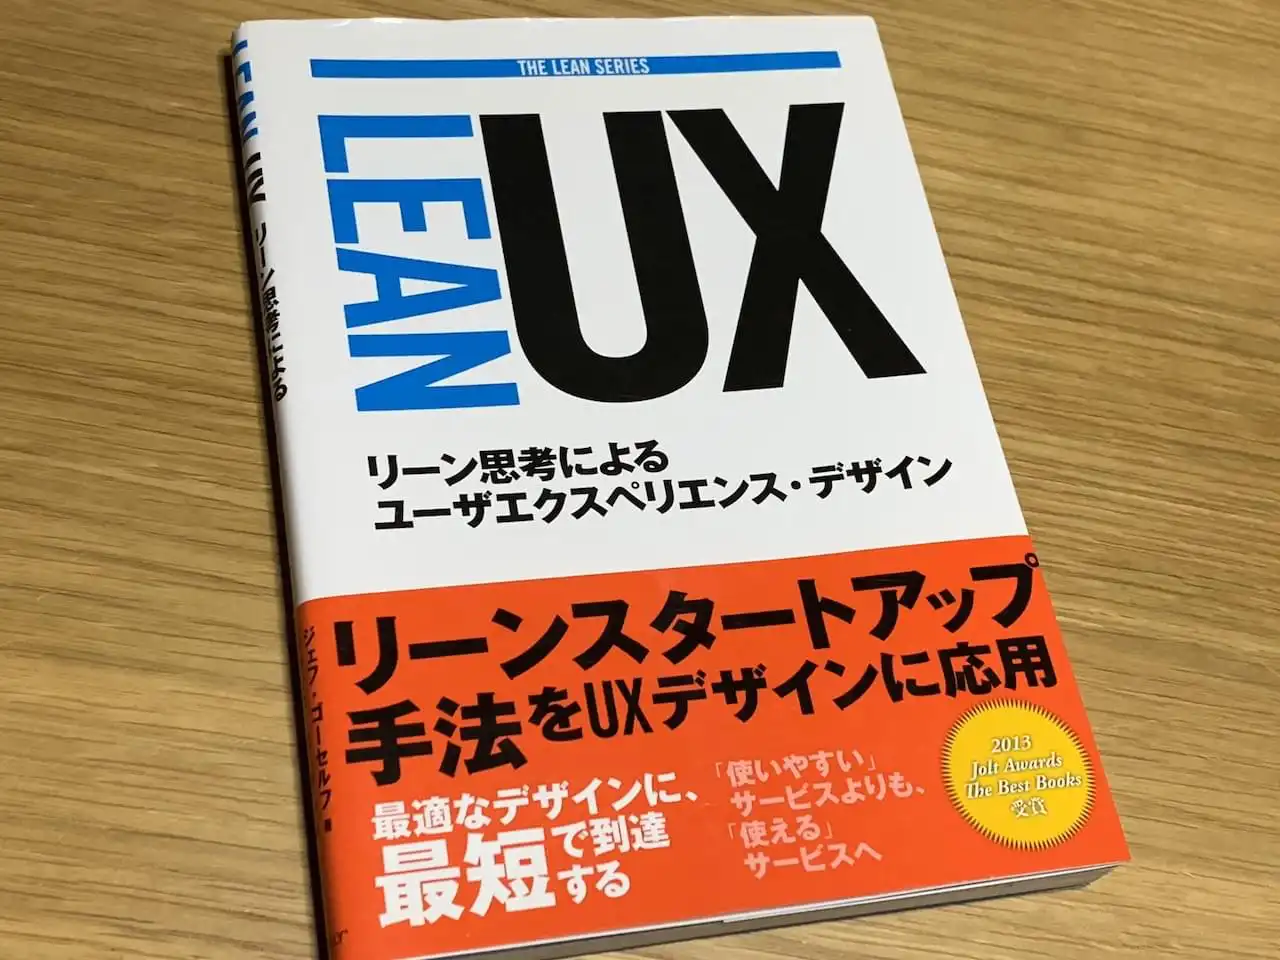 THE LEAN SERIES
LEAN
UX
リーン思考による
ユーザエクスペリエンス・デザイン
リーンスタートアップ
手法をUXデザインに応用
最適なデザインに、
最短で到達
する
「使いやすい」
サービスよりも、
「使える」
サービスへ
2013
Jolt Awards
The Best Books
受賞
LEAN UX リーン思考による
ジェフ・ゴーセルフ